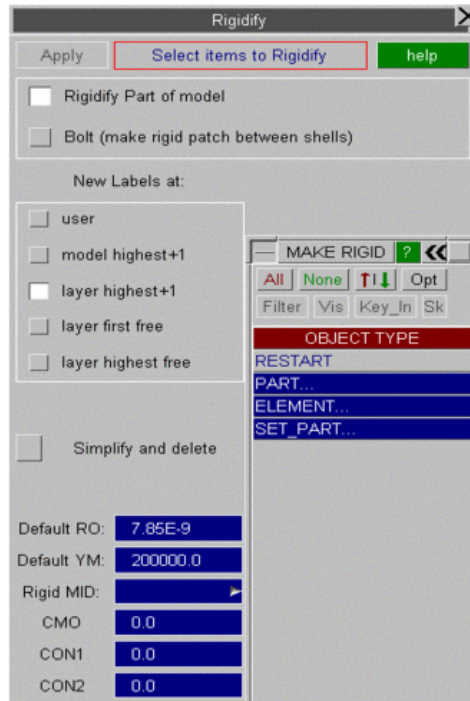 Rigidify
Apply
Select items to Rigidify
help
Rigidify Part of model
Bolt (make rigid patch between shells)
New Labels at:
user
model highest+1
layer highest+1
layer first free
layer highest free
Simplify and delete
Default RO: 7.85E-9
Default YM: 200000.0
Rigid MID:
CMO 0.0
CON1 0.0
CON2 0.0
MAKE RIGID ?
All None Opt
Filter Vis Key_In Sk
OBJECT TYPE
RESTART
PART...
ELEMENT...
SET_PART...